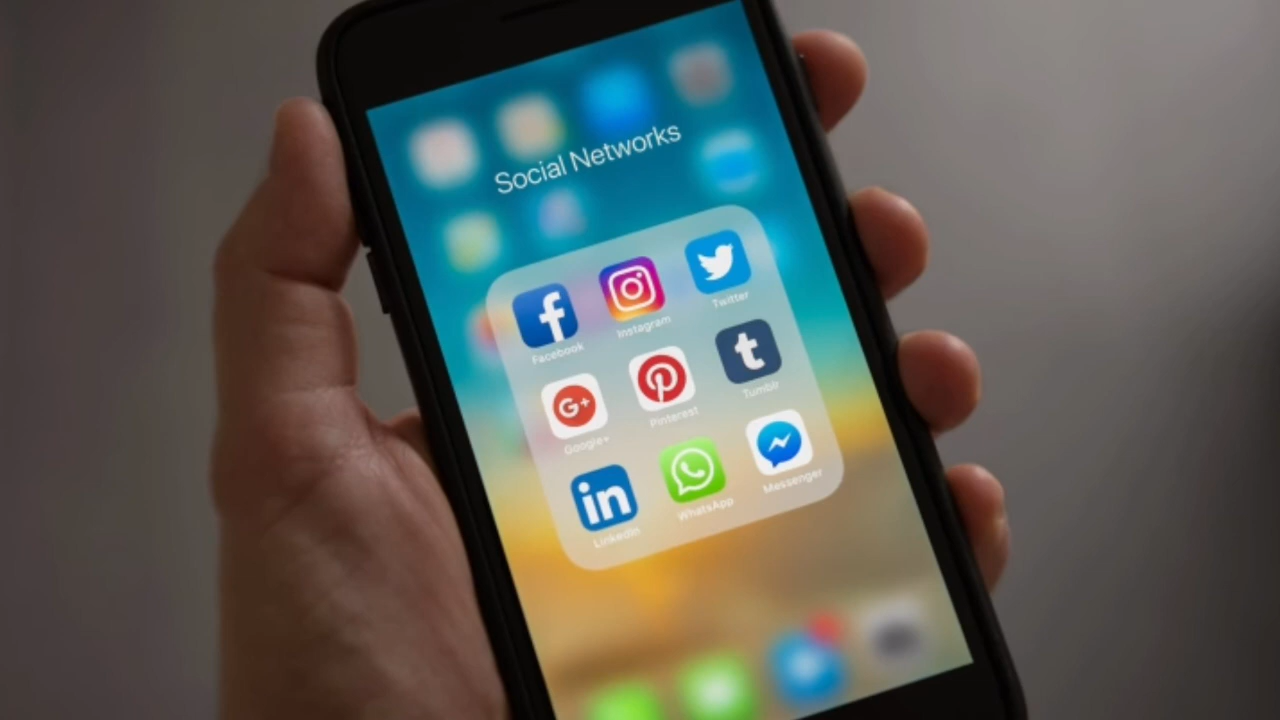 Social Networks
Facebook
Instagram
Twitter
Google+
Pinterest
Tumblr
LinkedIn
WhatsApp
Messenger